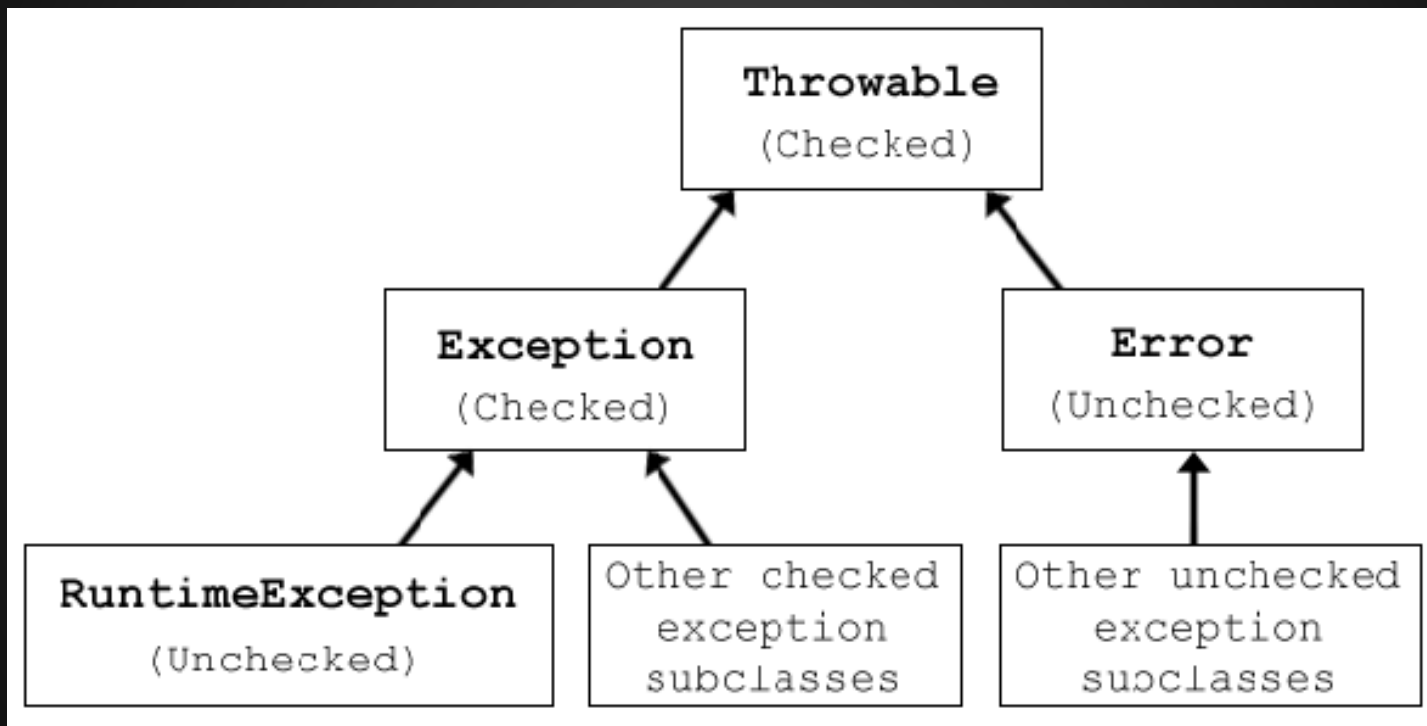 Throwable
(Checked)
Exception
(Checked)
Error
(Unchecked)
RuntimeException
(Unchecked)
Other checked
exception
subclasses
Other unchecked
exception
subclasses